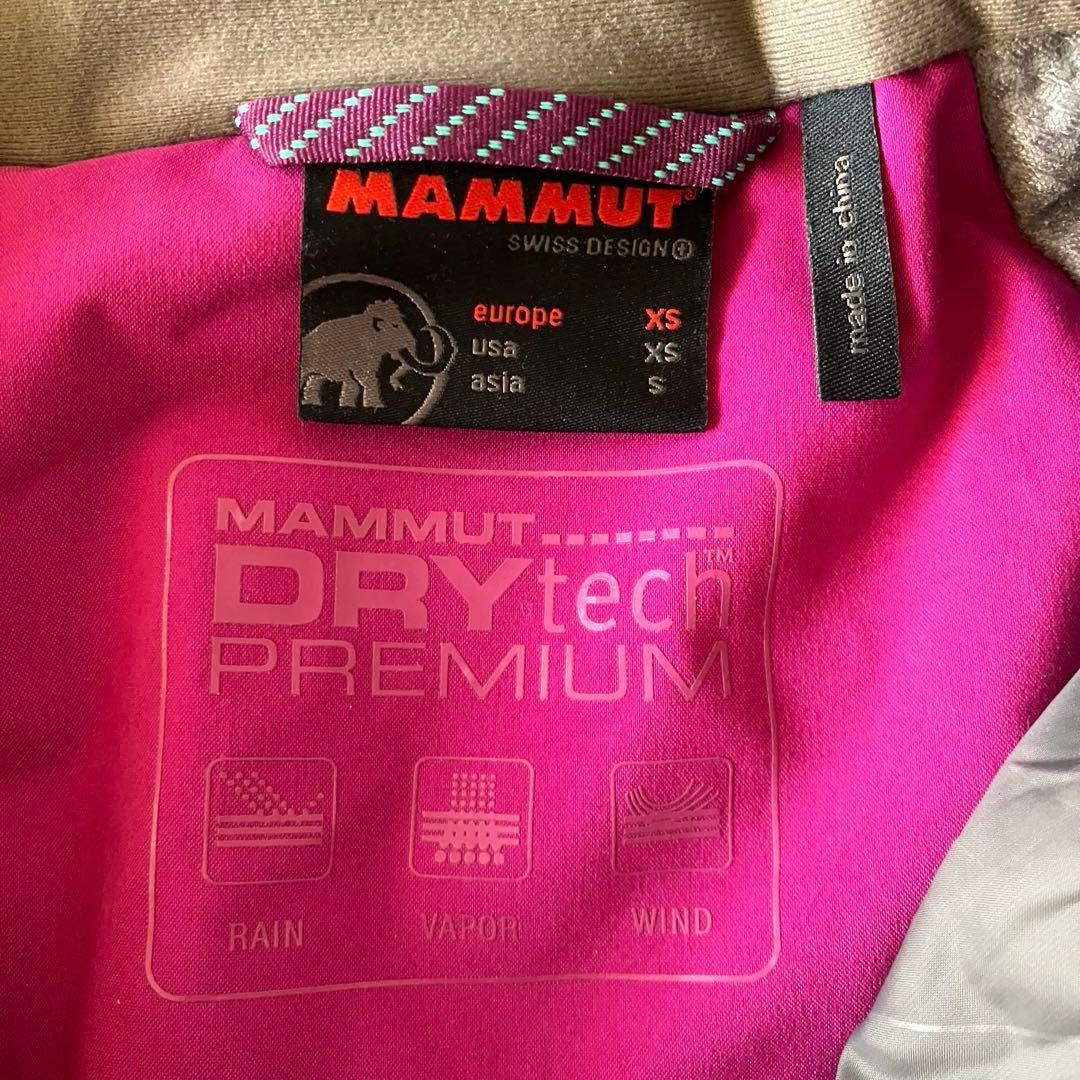 MAMMUT®
SWISS DESIGN
europe XS
usa XS
asia S
made in china
MAMMUT
DRYtech™
PREMIUM
RAIN VAPOR WIND